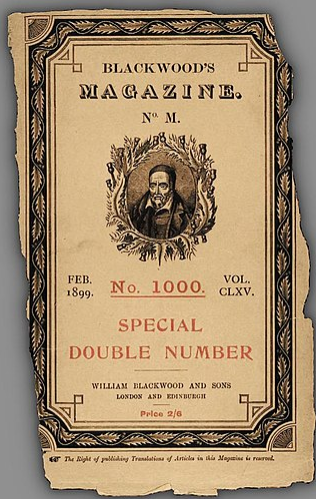 BLACKWOOD'S
MAGAZINE.
No. M.
FEB.
1899.
No. 1000.
VOL.
CLXV.
SPECIAL
DOUBLE NUMBER
WILLIAM BLACKWOOD AND SONS
LONDON AND EDINBURGH
Price 2/6
☛ The Right of publishing Translations of Articles in this Magazine is reserved.